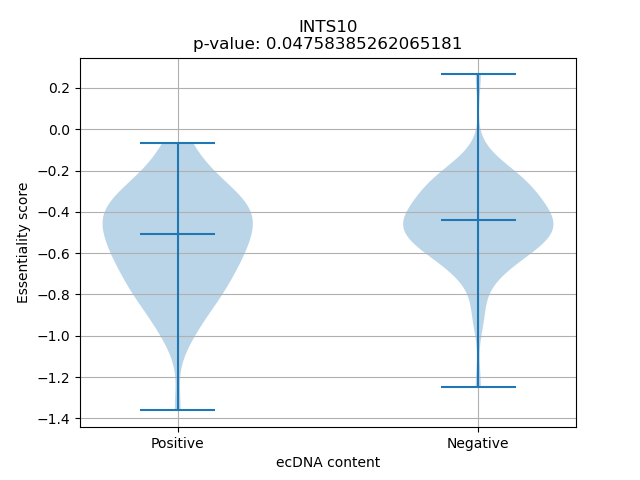 INTS10
p-value: 0.04758385262065181
Essentiality score
0.2
0.0
−0.2
−0.4
−0.6
−0.8
−1.0
−1.2
−1.4
Positive
Negative
ecDNA content